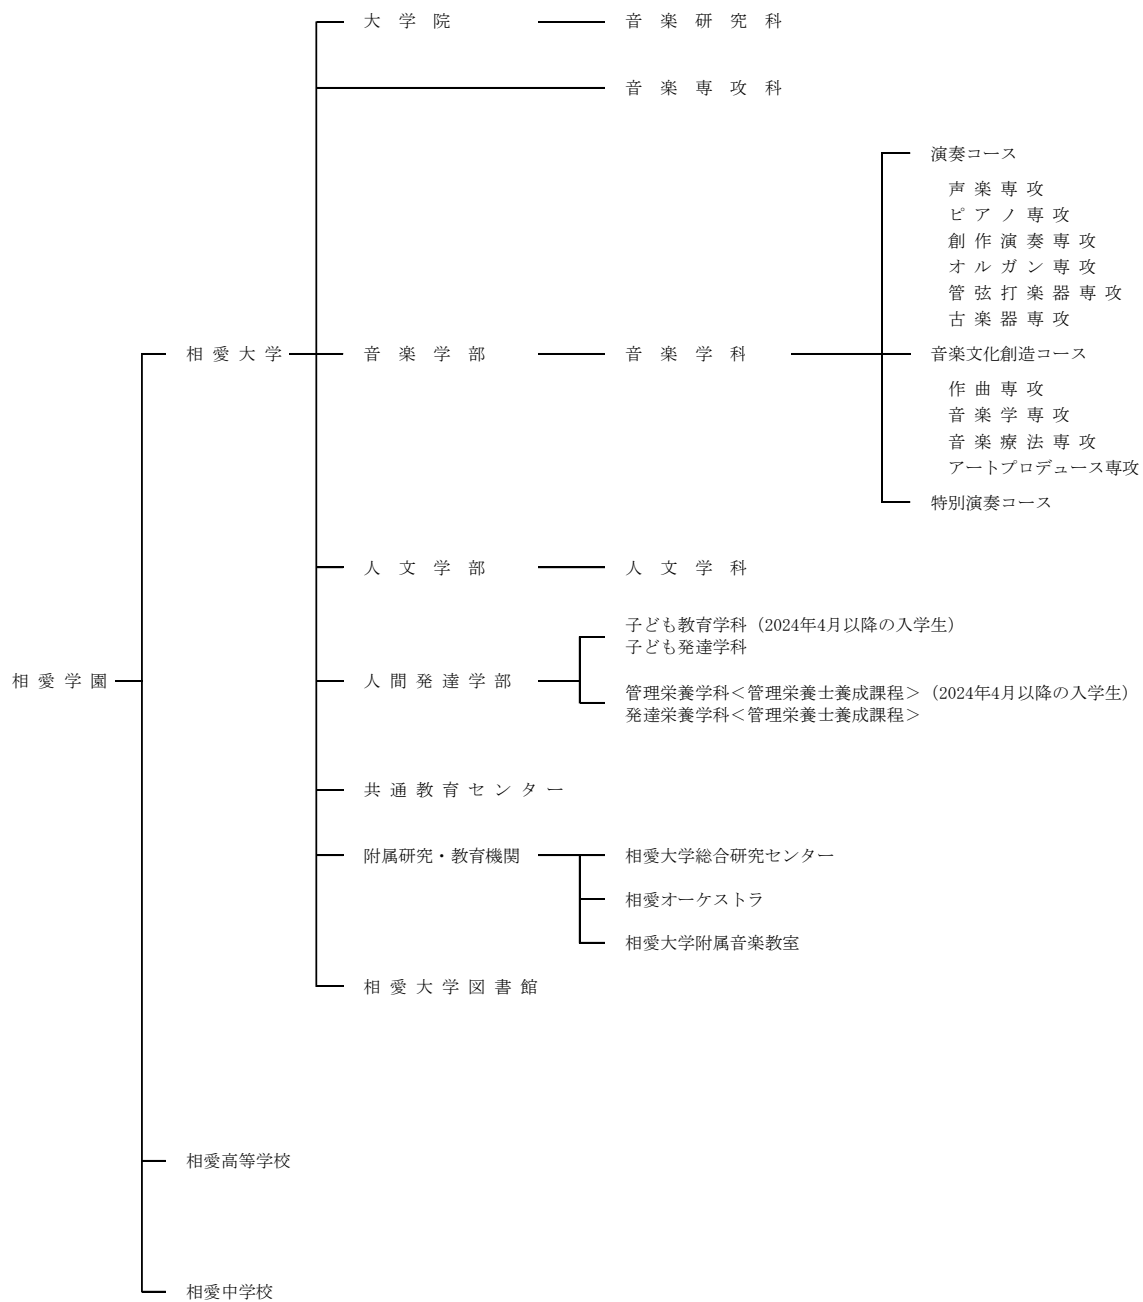 大学院 音楽研究科
音楽専攻科
演奏コース
声楽専攻
ピアノ専攻
創作演奏専攻
オルガン専攻
管弦打楽器専攻
古楽器専攻
相愛大学 音楽学部 音楽学科 音楽文化創造コース
作曲専攻
音楽学専攻
音楽療法専攻
アートプロデュース専攻
特別演奏コース
人文学部 人文学科
子ども教育学科（2024年4月以降の入学生）
子ども発達学科
相愛学園 人間発達学部
管理栄養学科＜管理栄養士養成課程＞（2024年4月以降の入学生）
発達栄養学科＜管理栄養士養成課程＞
共通教育センター
附属研究・教育機関 相愛大学総合研究センター
相愛オーケストラ
相愛大学附属音楽教室
相愛大学図書館
相愛高等学校
相愛中学校